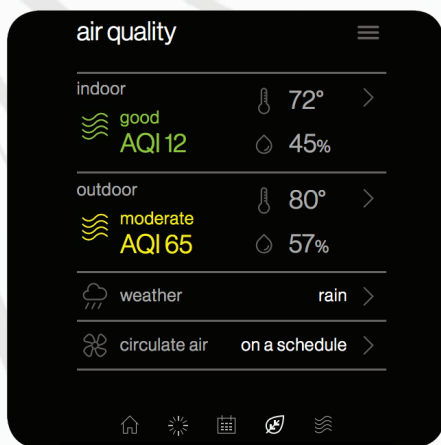 air quality
indoor
good
AQI 12
72°
45%
outdoor
moderate
AQI 65
80°
57%
weather rain
circulate air on a schedule